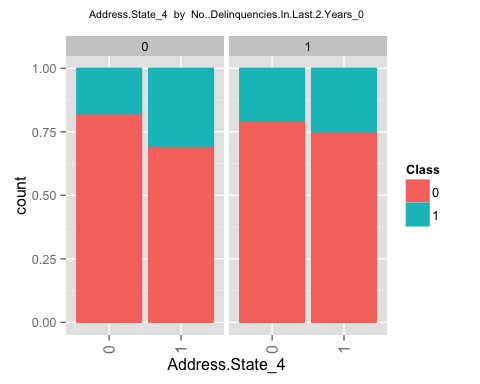 Address.State_4 by No..Delinquencies.In.Last.2.Years_0
0 1
1.00
0.75
0.50
0.25
0.00
count
0 1 0 1
Address.State_4
Class
0
1